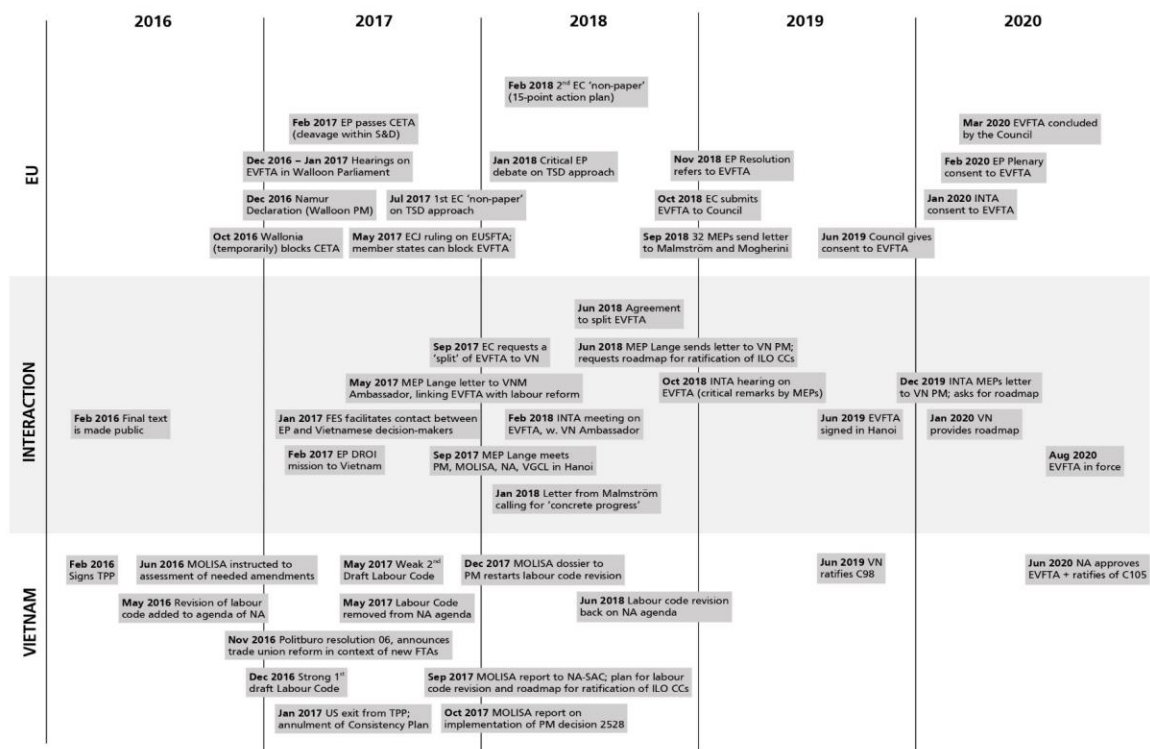 2016
2017
2018
2019
2020
EU
Feb 2018 2nd EC ‘non-paper’
(15-point action plan)
Feb 2017 EP passes CETA
(cleavage within S&D)
Mar 2020 EVFTA concluded
by the Council
Dec 2016 – Jan 2017 Hearings on
EVFTA in Walloon Parliament
Jan 2018 Critical EP
debate on TSD approach
Nov 2018 EP Resolution
refers to EVFTA
Feb 2020 EP Plenary
consent to EVFTA
Dec 2016 Namur
Declaration (Walloon PM)
Jul 2017 1st EC ‘non-paper’
on TSD approach
Oct 2018 EC submits
EVFTA to Council
Jan 2020 INTA
consent to EVFTA
Oct 2016 Wallonia
(temporarily) blocks CETA
May 2017 ECJ ruling on EUSFTA;
member states can block EVFTA
Sep 2018 32 MEPs send letter
to Malmström and Mogherini
Jun 2019 Council gives
consent to EVFTA
INTERACTION
Jun 2018 Agreement
to split EVFTA
Sep 2017 EC requests a
‘split’ of EVFTA to VN
Jun 2018 MEP Lange sends letter to VN PM;
requests roadmap for ratification of ILO CCs
May 2017 MEP Lange letter to VNM
Ambassador, linking EVFTA with labour reform
Oct 2018 INTA hearing on
EVFTA (critical remarks by MEPs)
Dec 2019 INTA MEPs letter
to VN PM; asks for roadmap
Feb 2016 Final text
is made public
Jan 2017 FES facilitates contact between
EP and Vietnamese decision-makers
Feb 2018 INTA meeting on
EVFTA, w. VN Ambassador
Jun 2019 EVFTA
signed in Hanoi
Jan 2020 VN
provides roadmap
Feb 2017 EP DROI
mission to Vietnam
Sep 2017 MEP Lange meets
PM, MOLISA, NA, VGCL in Hanoi
Aug 2020
EVFTA in force
Jan 2018 Letter from Malmström
calling for ‘concrete progress’
VIETNAM
Feb 2016
Signs TPP
Jun 2016 MOLISA instructed to
assessment of needed amendments
May 2017 Weak 2nd
Draft Labour Code
Dec 2017 MOLISA dossier to
PM restarts labour code revision
Jun 2019 VN
ratifies C98
Jun 2020 NA approves
EVFTA + ratifies of C105
May 2016 Revision of labour
code added to agenda of NA
May 2017 Labour Code
removed from NA agenda
Jun 2018 Labour code revision
back on NA agenda
Nov 2016 Politburo resolution 06, announces
trade union reform in context of new FTAs
Dec 2016 Strong 1st
draft Labour Code
Sep 2017 MOLISA report to NA-SAC; plan for labour
code revision and roadmap for ratification of ILO CCs
Jan 2017 US exit from TPP;
annulment of Consistency Plan
Oct 2017 MOLISA report on
implementation of PM decision 2528